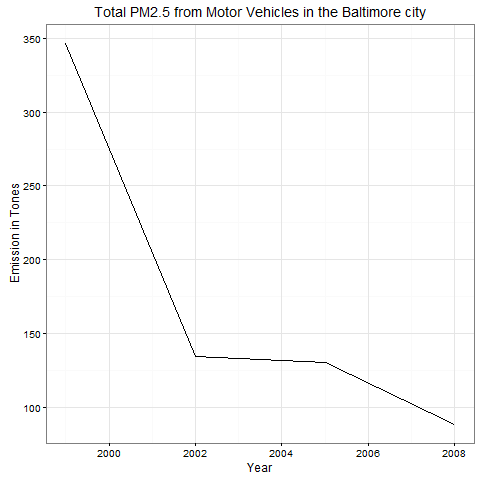 Total PM2.5 from Motor Vehicles in the Baltimore city
350
300
250
200
150
100
Emission in Tones
2000 2002 2004 2006 2008
Year